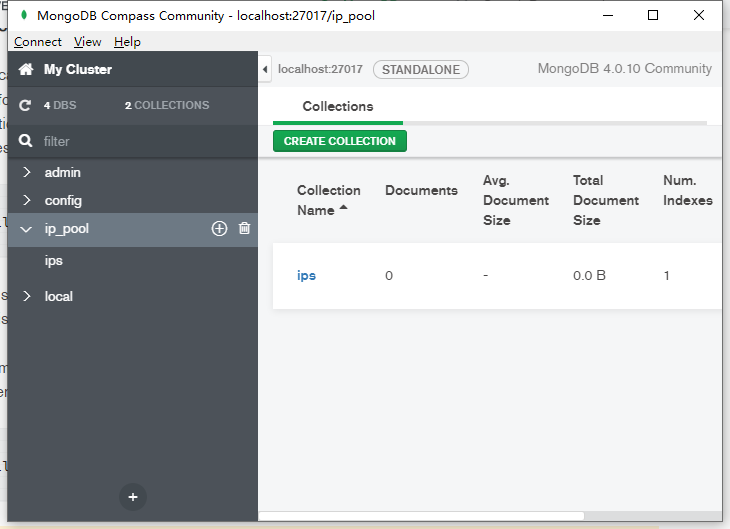 MongoDB Compass Community - localhost:27017/ip_pool
Connect View Help
My Cluster
localhost:27017 STANDALONE MongoDB 4.0.10 Community
4 DBS 2 COLLECTIONS
Collections
filter
CREATE COLLECTION
admin
config
ip_pool
ips
local
Collection Name
Documents
Avg. Document Size
Total Document Size
Num. Indexes
ips 0 - 0.0 B 1